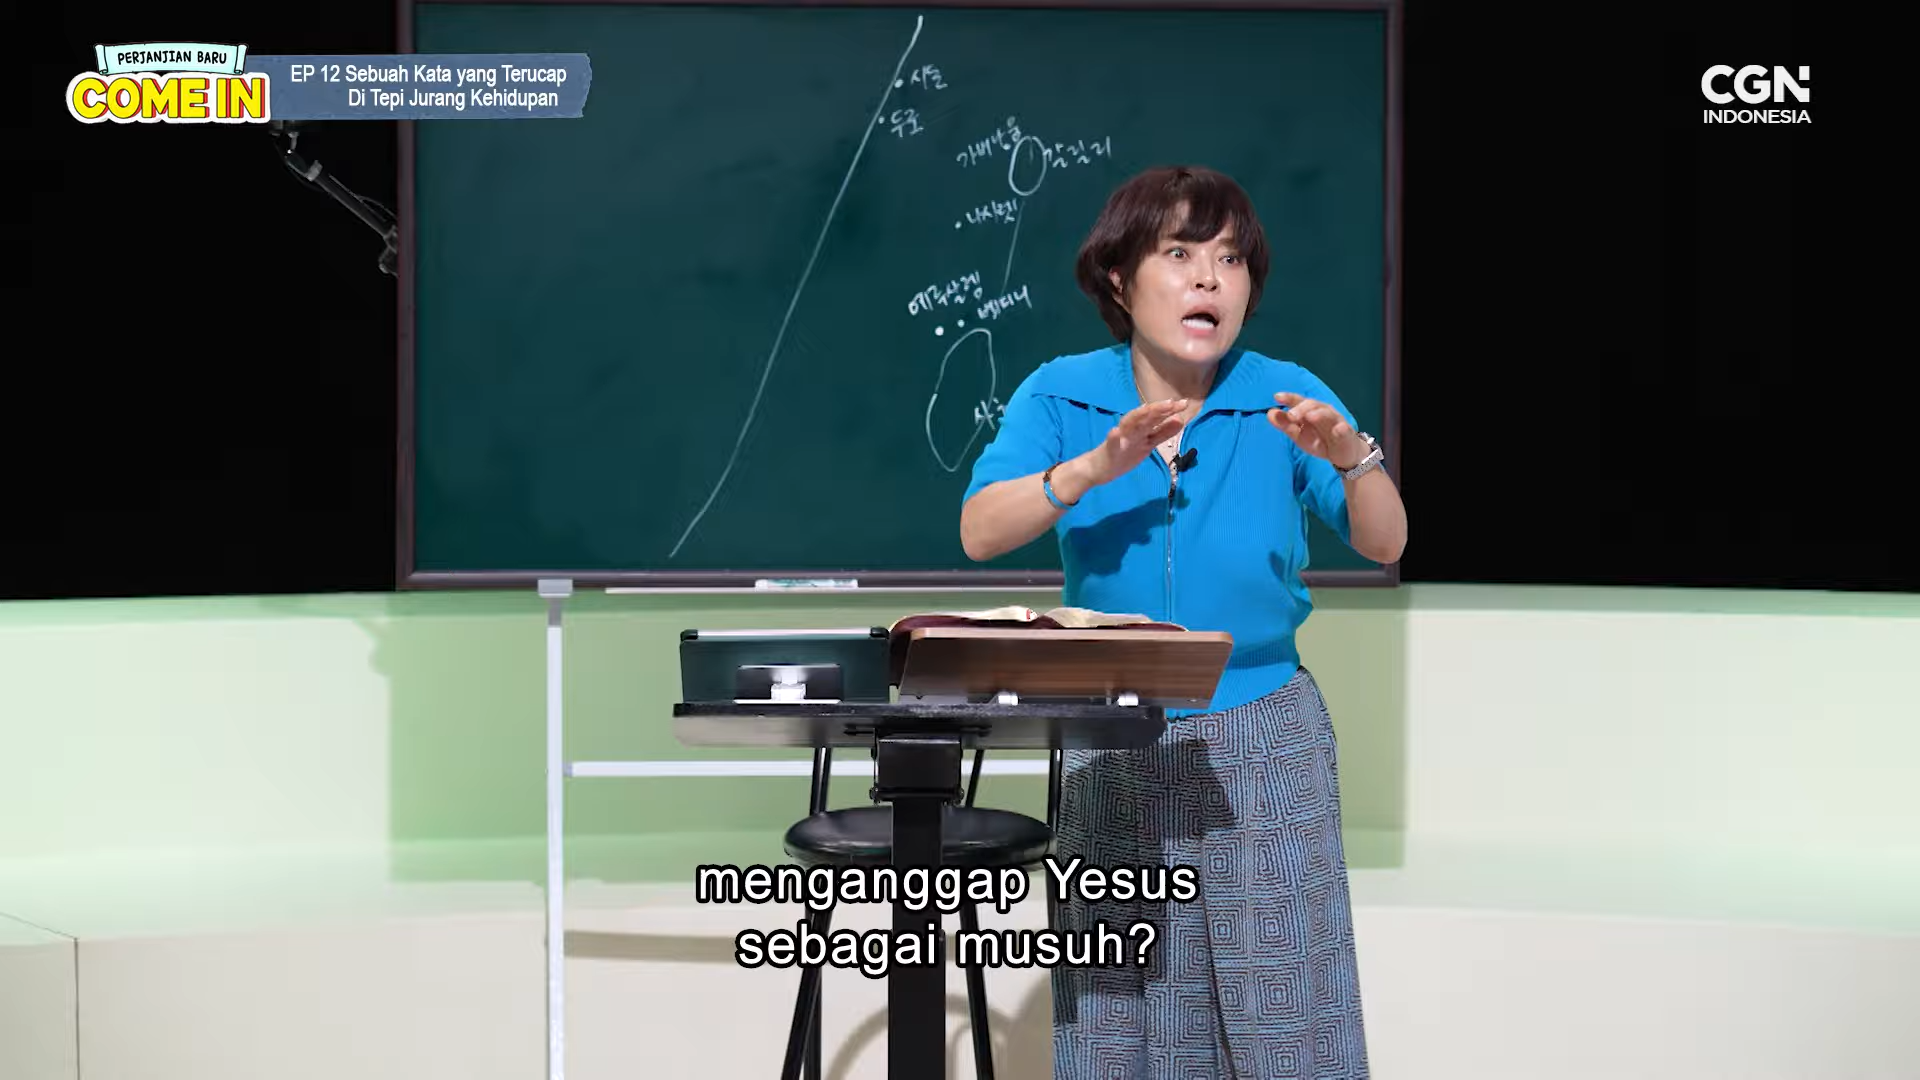 PERJANJIAN BARU
COME IN
EP 12 Sebuah Kata yang Terucap
Di Tepi Jurang Kehidupan
CGN
INDONESIA
시돈
두로
가버나움
갈릴리
나사렛
예루살렘
베다니
menganggap Yesus
sebagai musuh?